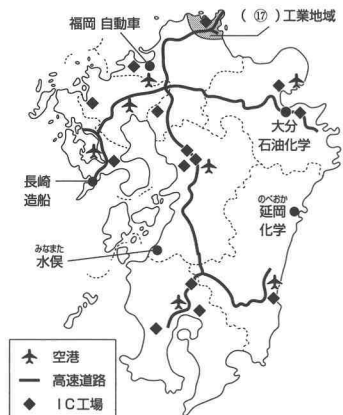 福岡 自動車
( ⑰ )工業地域
大分
石油化学
長崎
造船
のべおか
延岡
化学
みなまた
水俣
空港
高速道路
IC工場